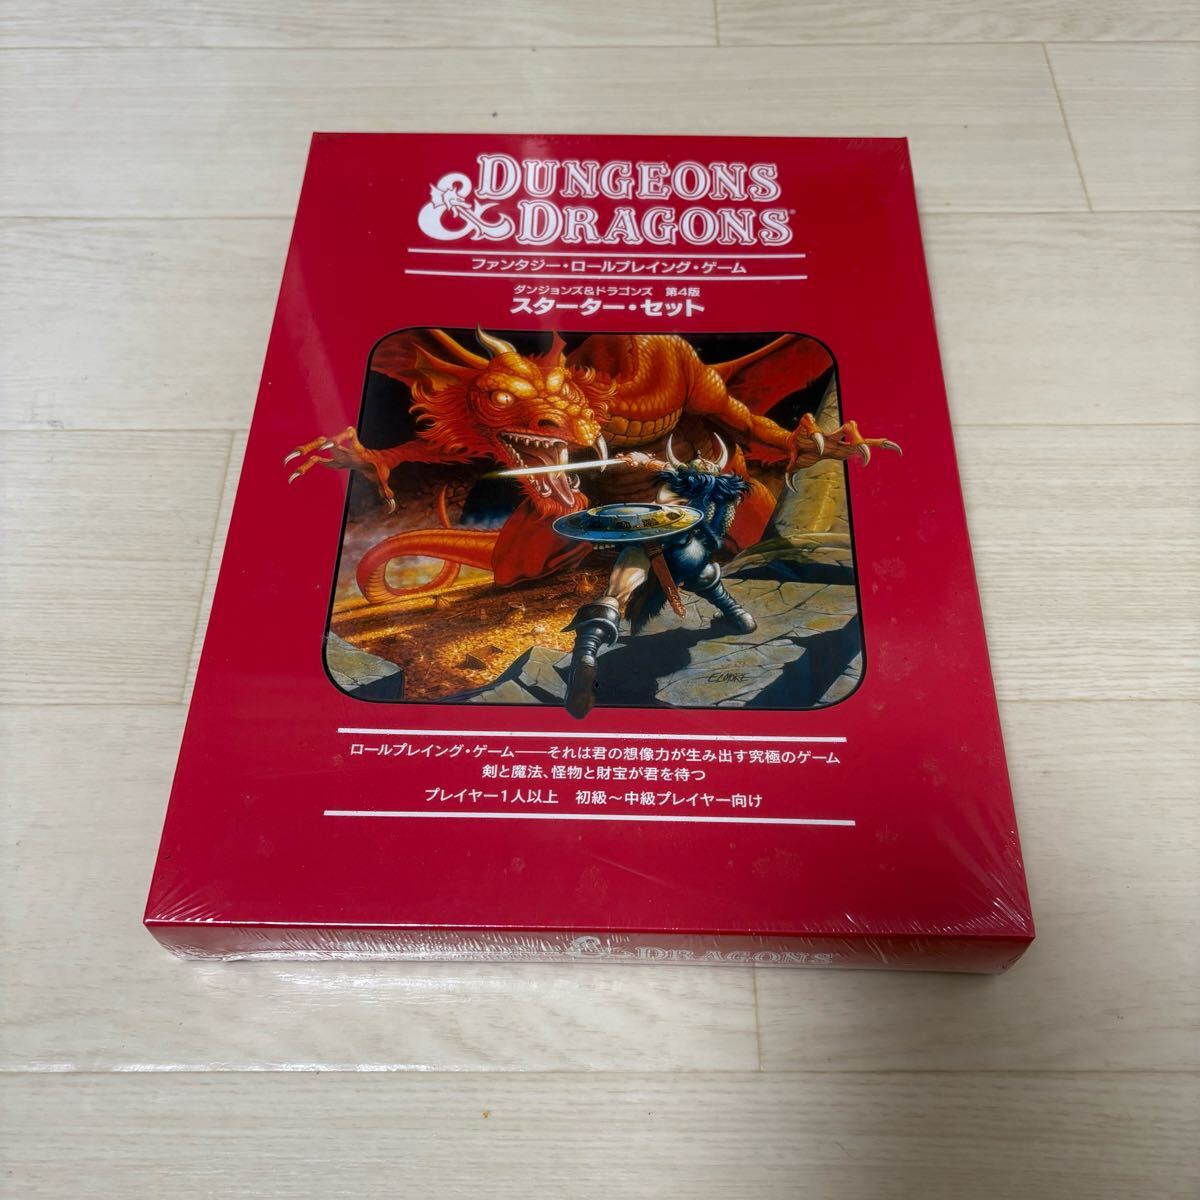 DUNGEONS
& DRAGONS®
ファンタジー・ロールプレイング・ゲーム
ダンジョンズ&ドラゴンズ 第4版
スターター・セット
ELMORE
ロールプレイング・ゲーム――それは君の想像力が生み出す究極のゲーム
剣と魔法、怪物と財宝が君を待つ
プレイヤー1人以上 初級～中級プレイヤー向け
& DRAGONS